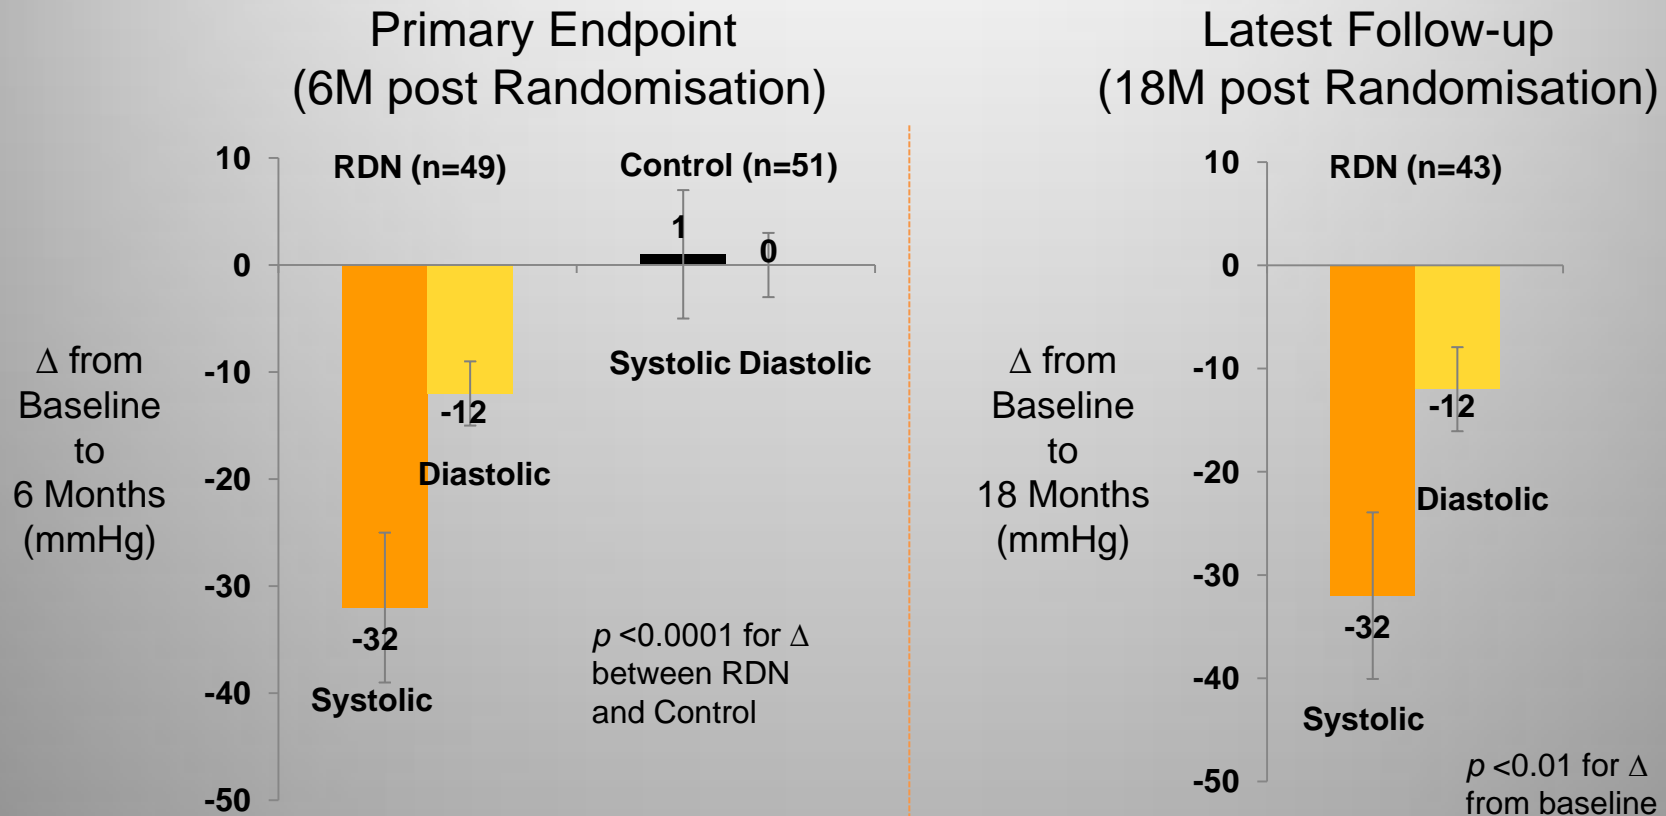 Primary Endpoint
(6M post Randomisation)
10
0
-10
-20
-30
-40
-50
RDN (n=49)
Control (n=51)
1
0
Systolic Diastolic
Δ from
Baseline
to
6 Months
(mmHg)
-12
Diastolic
-32
Systolic
p <0.0001 for Δ
between RDN
and Control
Latest Follow-up
(18M post Randomisation)
10
0
-10
-20
-30
-40
-50
RDN (n=43)
Δ from
Baseline
to
18 Months
(mmHg)
-12
Diastolic
-32
Systolic
p <0.01 for Δ
from baseline